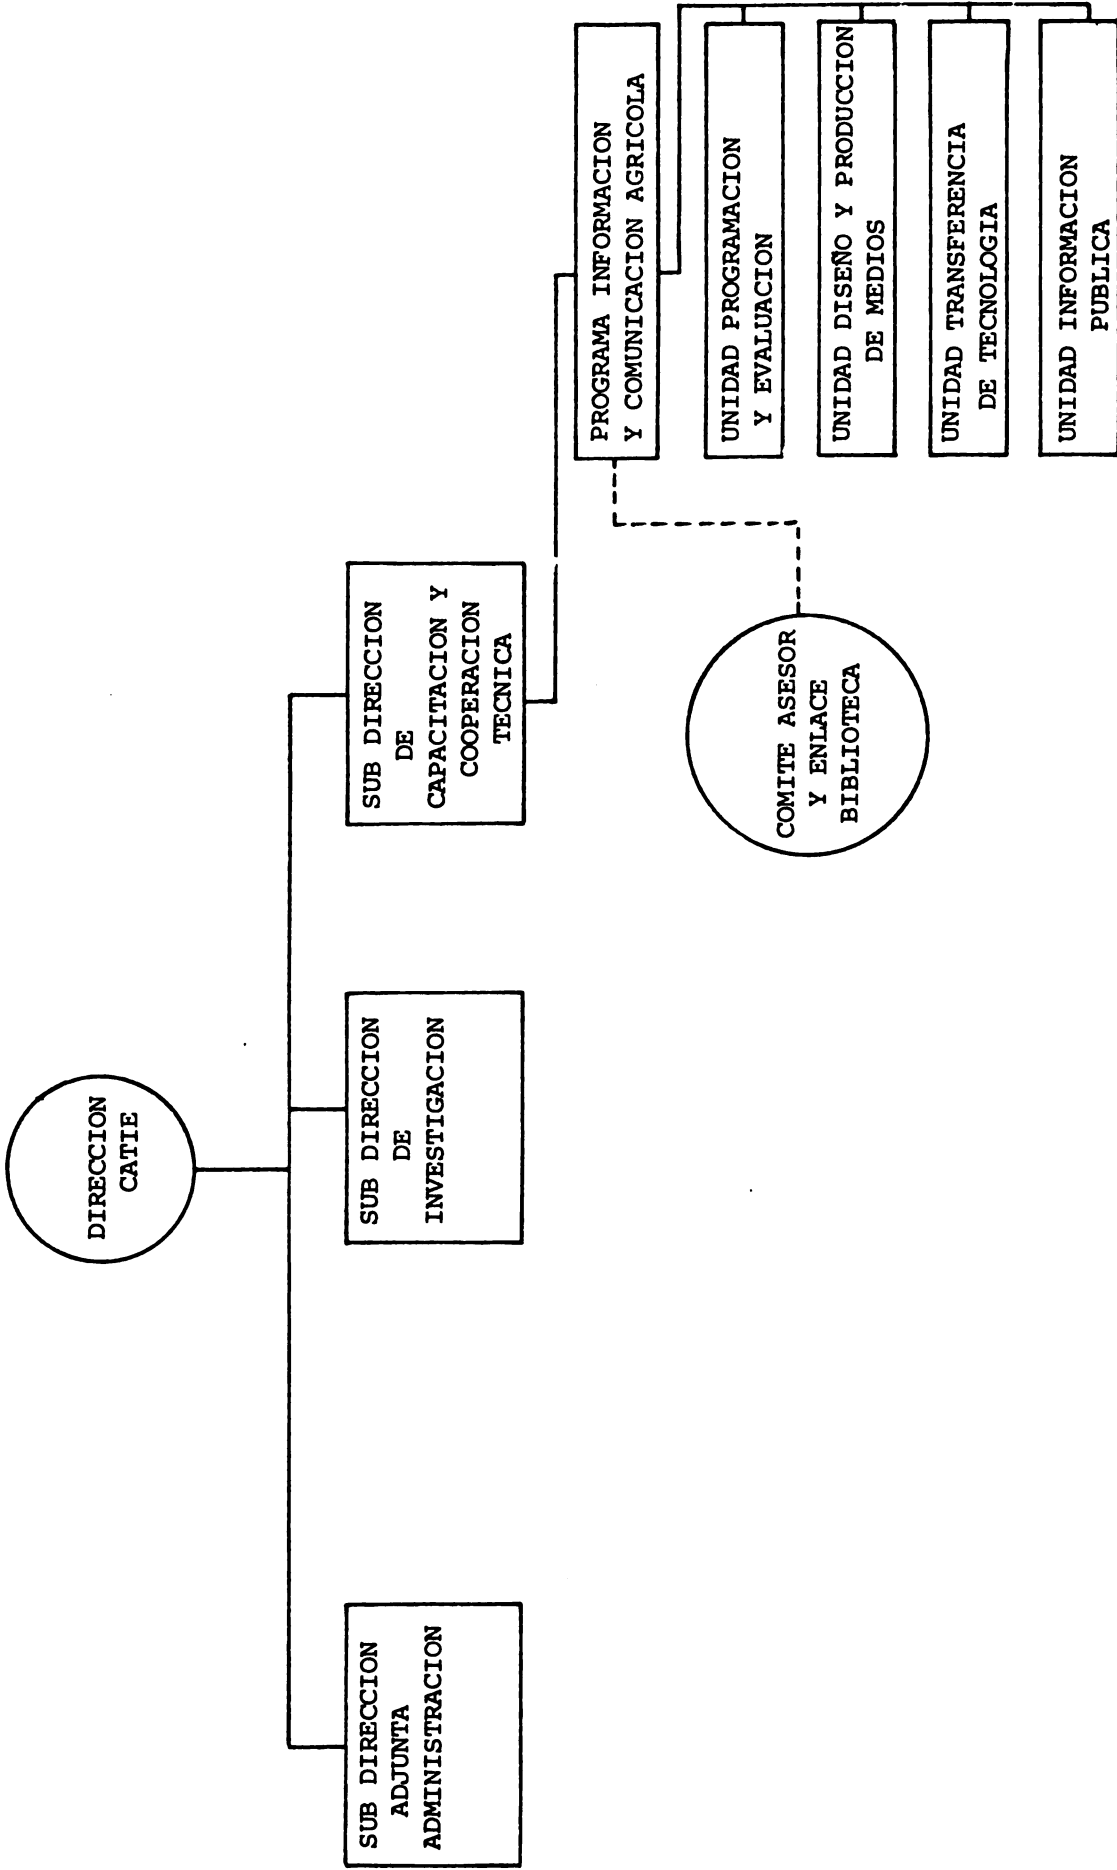 DIRECCION
CATIE
SUB DIRECCION
ADJUNTA
ADMINISTRACION
SUB DIRECCION
DE
INVESTIGACION
SUB DIRECCION
DE
CAPACITACION Y
COOPERACION
TECNICA
PROGRAMA INFORMACION
Y COMUNICACION AGRICOLA
COMITE ASESOR
Y ENLACE
BIBLIOTECA
UNIDAD PROGRAMACION
Y EVALUACION
UNIDAD DISEÑO Y PRODUCCION
DE MEDIOS
UNIDAD TRANSFERENCIA
DE TECNOLOGIA
UNIDAD INFORMACION
PUBLICA